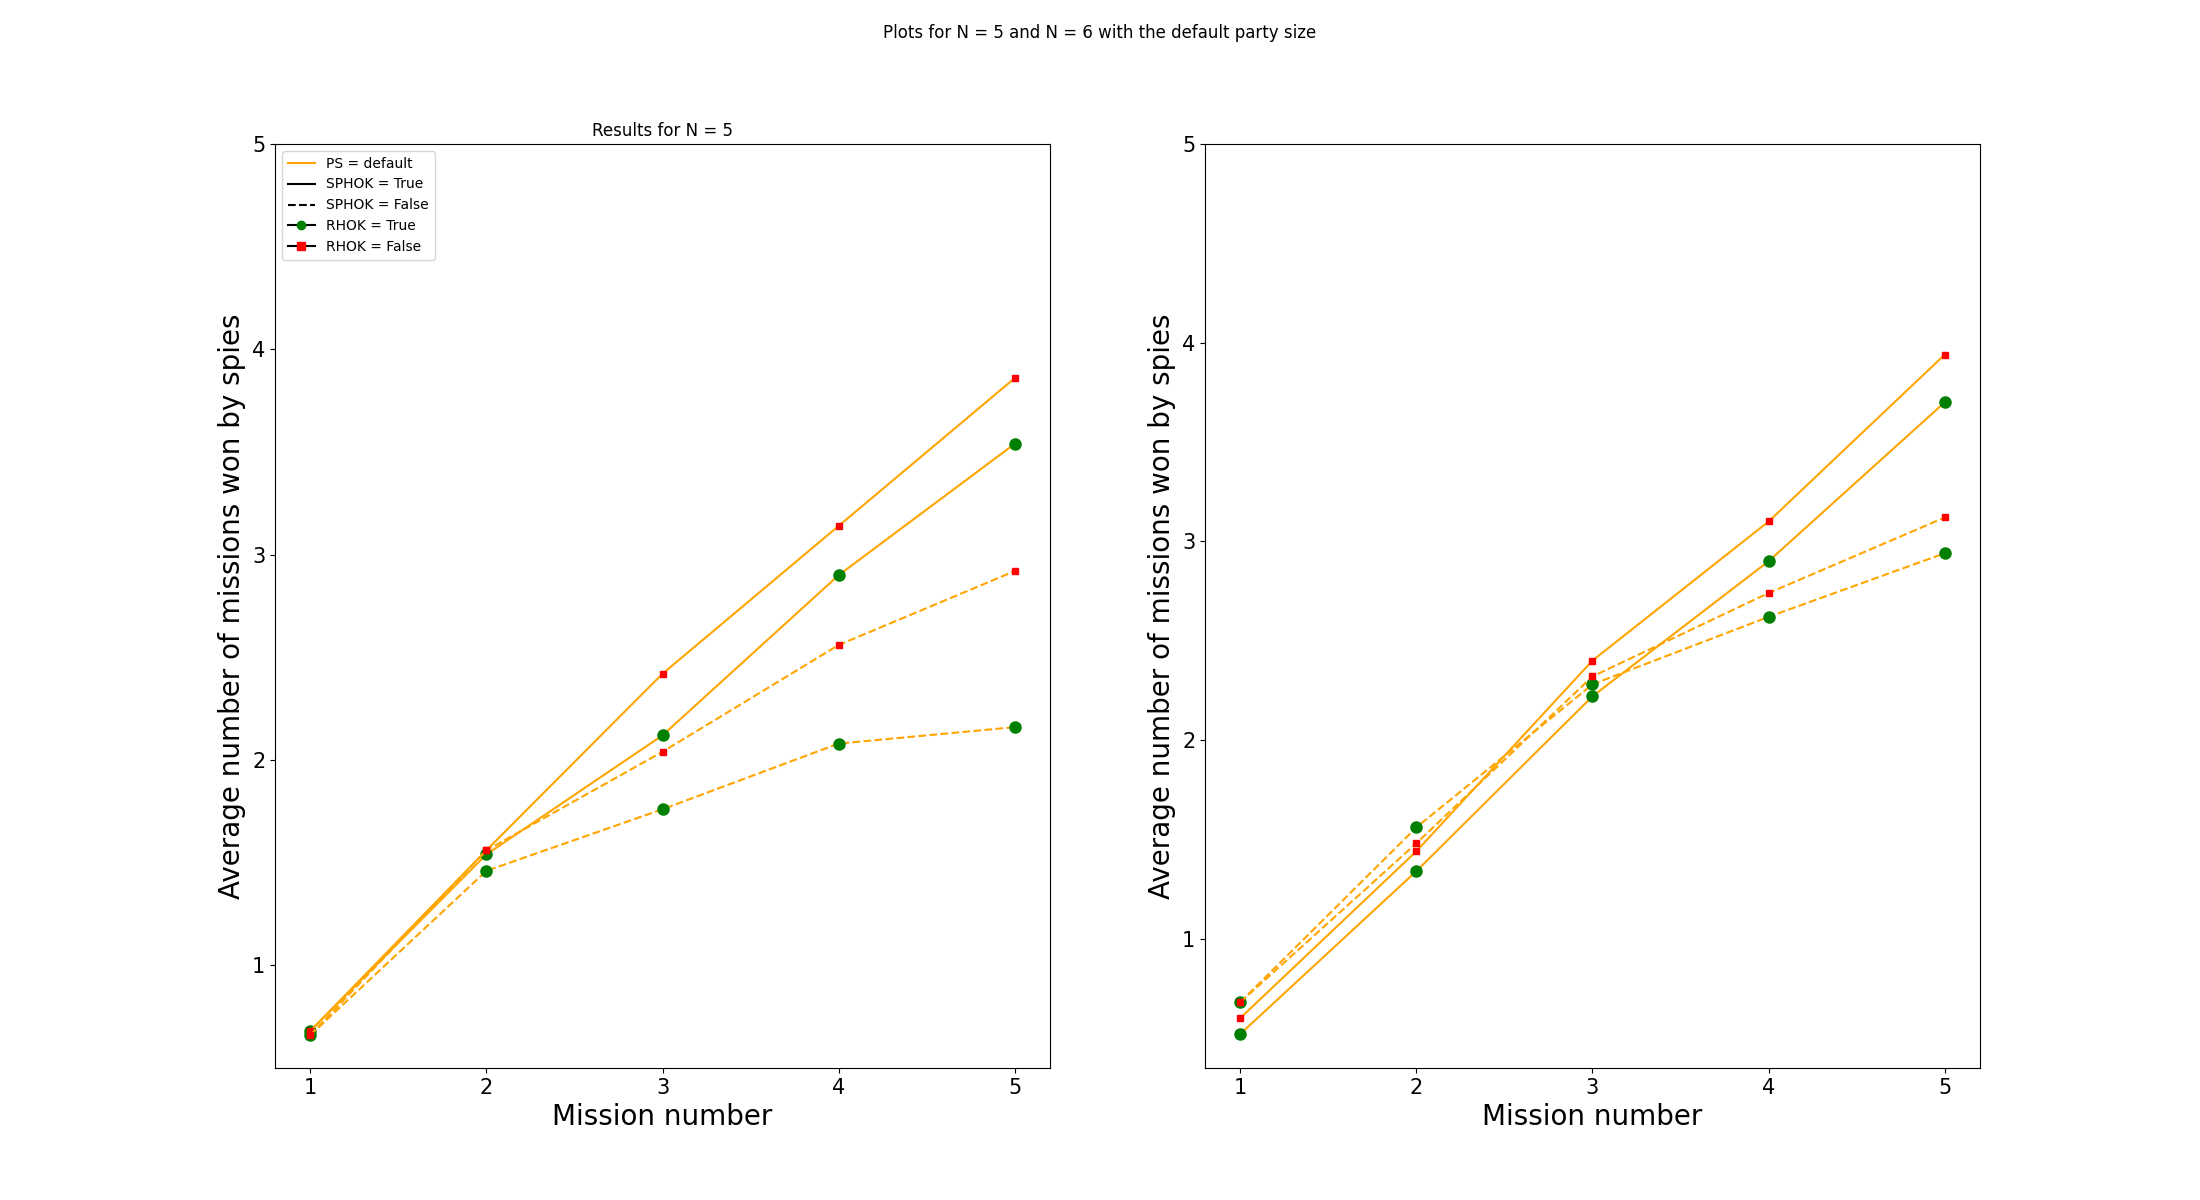 Plots for N = 5 and N = 6 with the default party size
Results for N = 5
PS = default
SPHOK = True
SPHOK = False
RHOK = True
RHOK = False
5
4
3
2
1
Average number of missions won by spies
1 2 3 4 5
Mission number
5
4
3
2
1
Average number of missions won by spies
1 2 3 4 5
Mission number